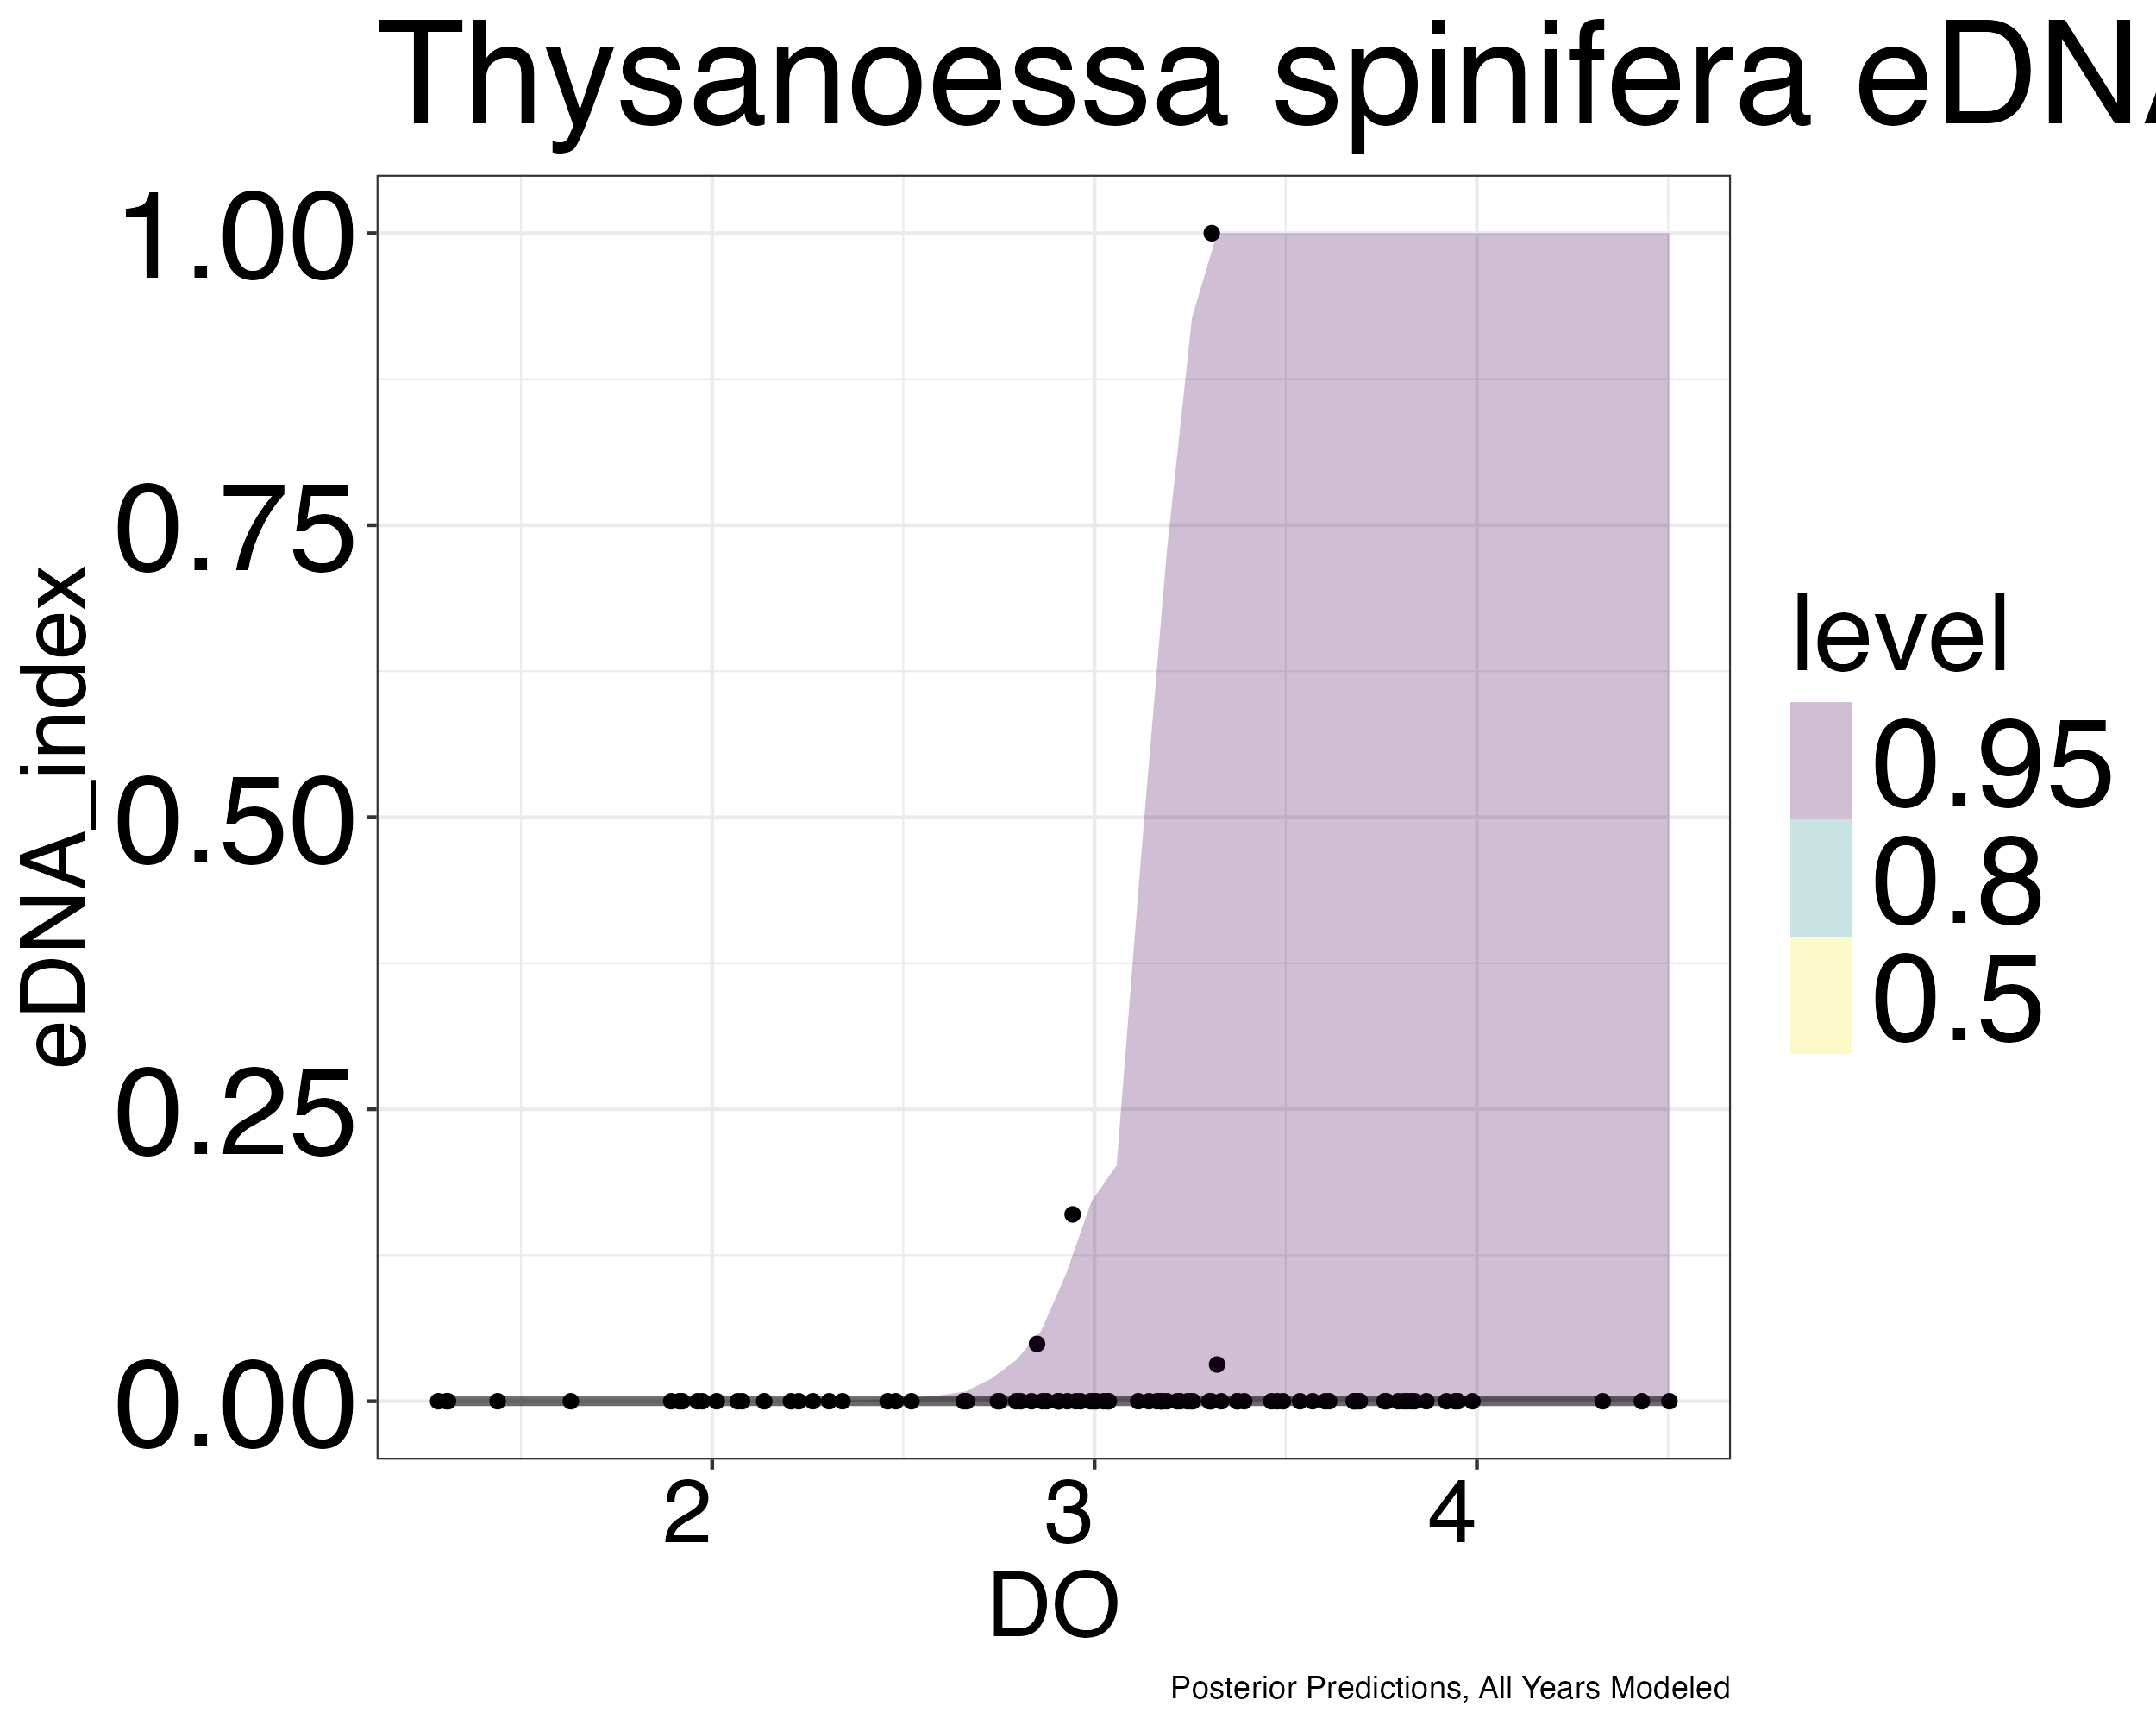 Thysanoessa spinifera eDNA
1.00
0.75
0.50
0.25
0.00
eDNA_index
2 3 4
DO
level
0.95
0.8
0.5
Posterior Predictions, All Years Modeled